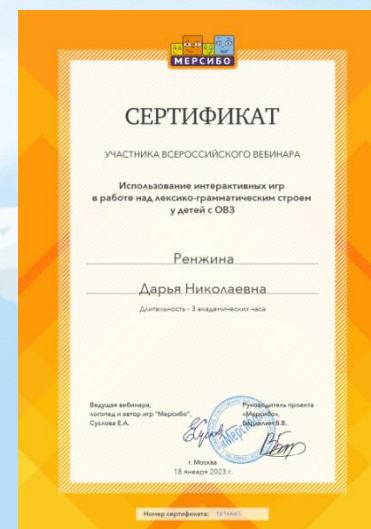 МЕРСИБО
СЕРТИФИКАТ
УЧАСТНИКА ВСЕРОССИЙСКОГО ВЕБИНАРА
Использование интерактивных игр
в работе над лексико-грамматическим строем
у детей с ОВЗ
Ренжина
Дарья Николаевна
Длительность - 3 академических часа
Ведущая вебинара,
логопед и автор игр "Мерсибо",
Суслова Е.А.
Руководитель проекта
«Мерсибо»,
В.В.
г. Москва
18 января 2023 г.
Номер сертификата: